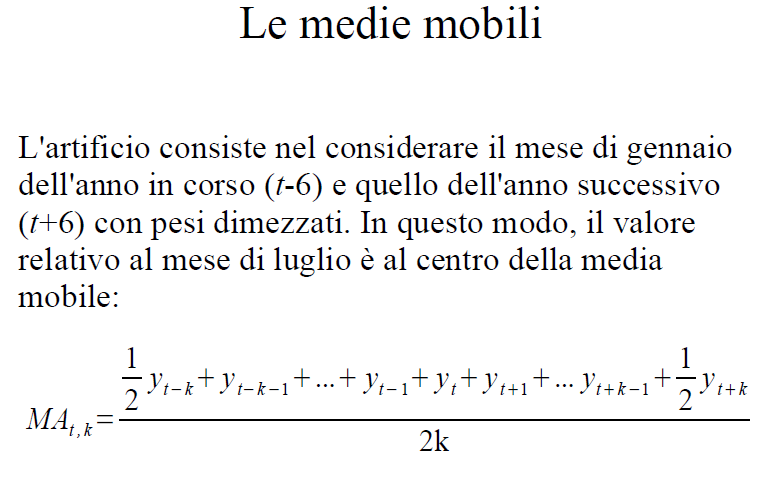 Le medie mobili
L'artificio consiste nel considerare il mese di gennaio
dell'anno in corso (t-6) e quello dell'anno successivo
(t+6) con pesi dimezzati. In questo modo, il valore
relativo al mese di luglio è al centro della media
mobile:
MA_{t,k} = \frac{\frac{1}{2} y_{t-k} + y_{t-k-1} + ... + y_{t-1} + y_t + y_{t+1} + ... y_{t+k-1} + \frac{1}{2} y_{t+k}}{2k}